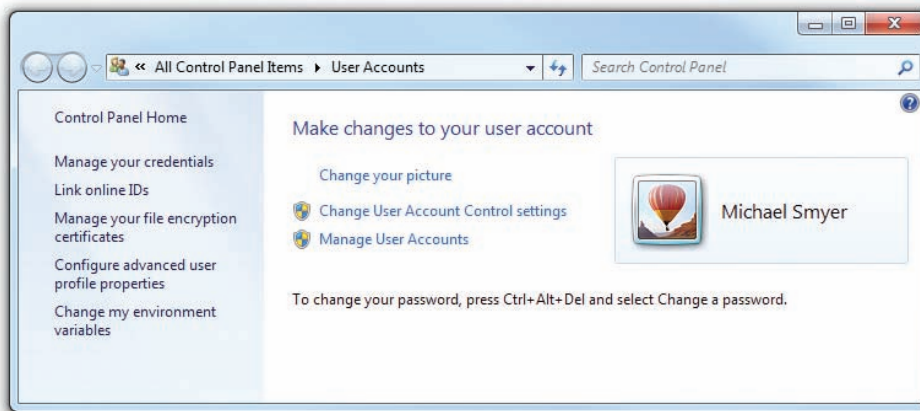 « All Control Panel Items ▸ User Accounts
Search Control Panel
Control Panel Home
Manage your credentials
Link online IDs
Manage your file encryption
certificates
Configure advanced user
profile properties
Change my environment
variables
Make changes to your user account
Change your picture
Change User Account Control settings
Manage User Accounts
Michael Smyer
To change your password, press Ctrl+Alt+Del and select Change a password.